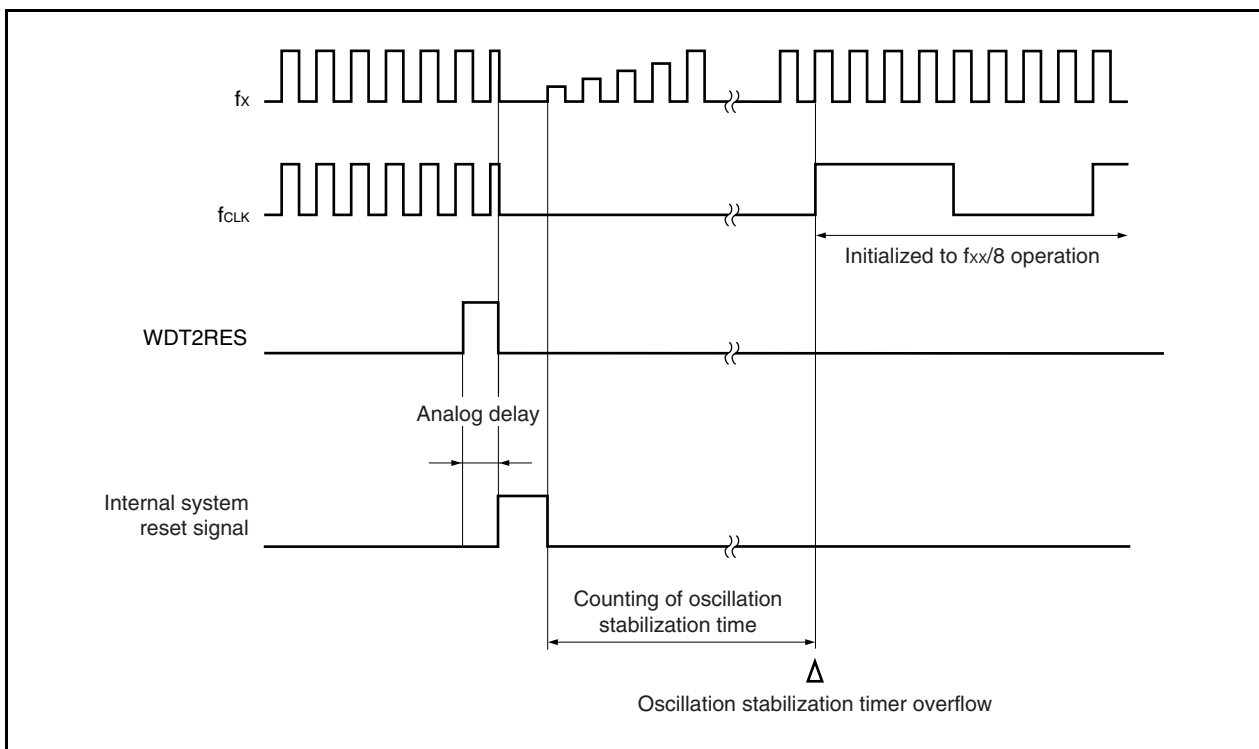 fX
fCLK
Initialized to fXX/8 operation
WDT2RES
Analog delay
Internal system
reset signal
Counting of oscillation
stabilization time
Oscillation stabilization timer overflow